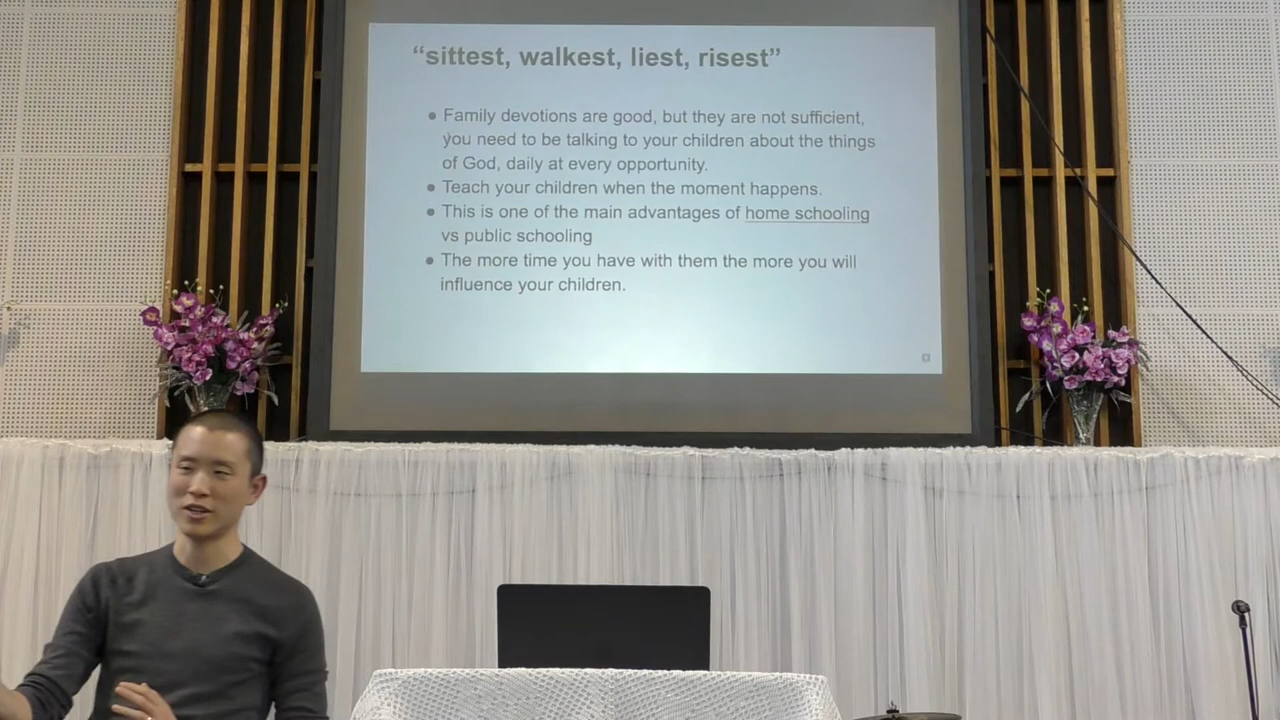 “sittest, walkest, liest, risest”
● Family devotions are good, but they are not sufficient,
you need to be talking to your children about the things
of God, daily at every opportunity.
● Teach your children when the moment happens.
● This is one of the main advantages of home schooling
vs public schooling
● The more time you have with them the more you will
influence your children.